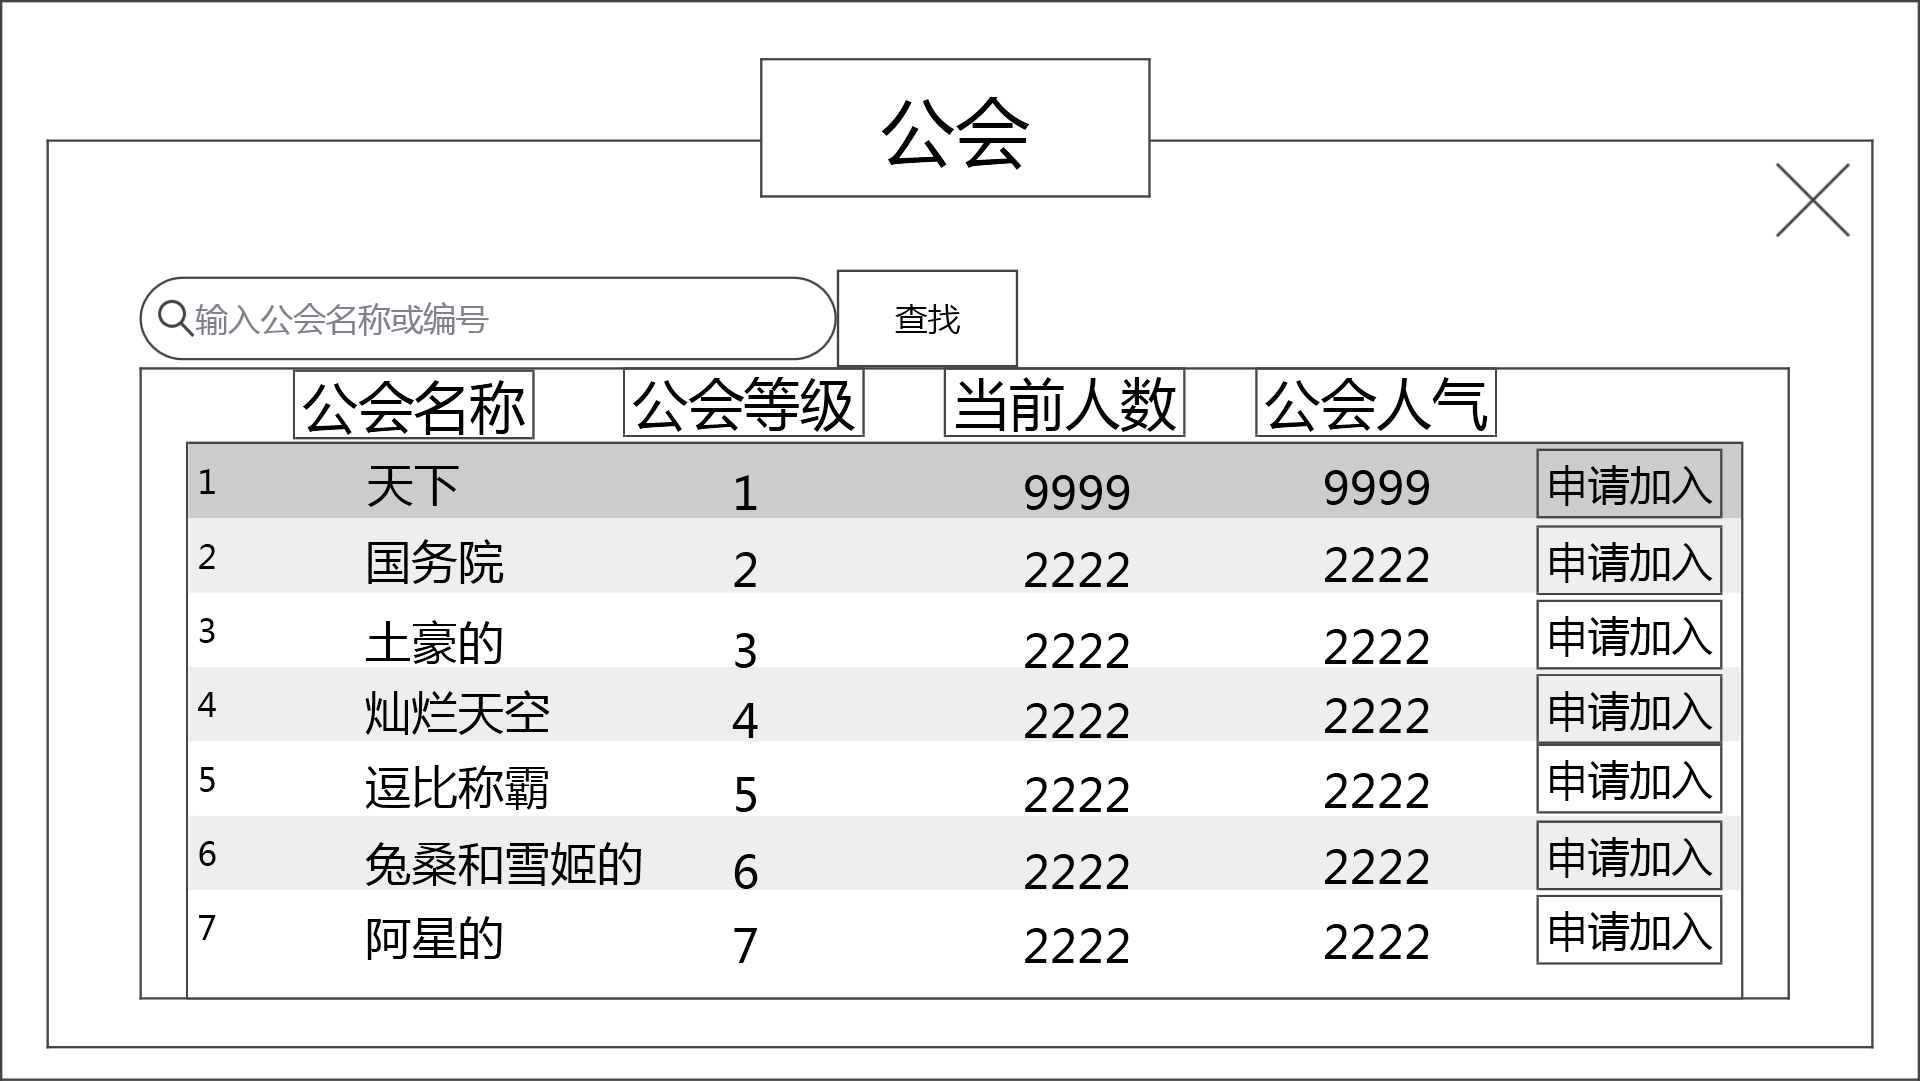 公会
输入公会名称或编号 查找
公会名称 公会等级 当前人数 公会人气
1 天下 1 9999 9999 申请加入
2 国务院 2 2222 2222 申请加入
3 土豪的 3 2222 2222 申请加入
4 灿烂天空 4 2222 2222 申请加入
5 逗比称霸 5 2222 2222 申请加入
6 兔桑和雪姬的 6 2222 2222 申请加入
7 阿星的 7 2222 2222 申请加入